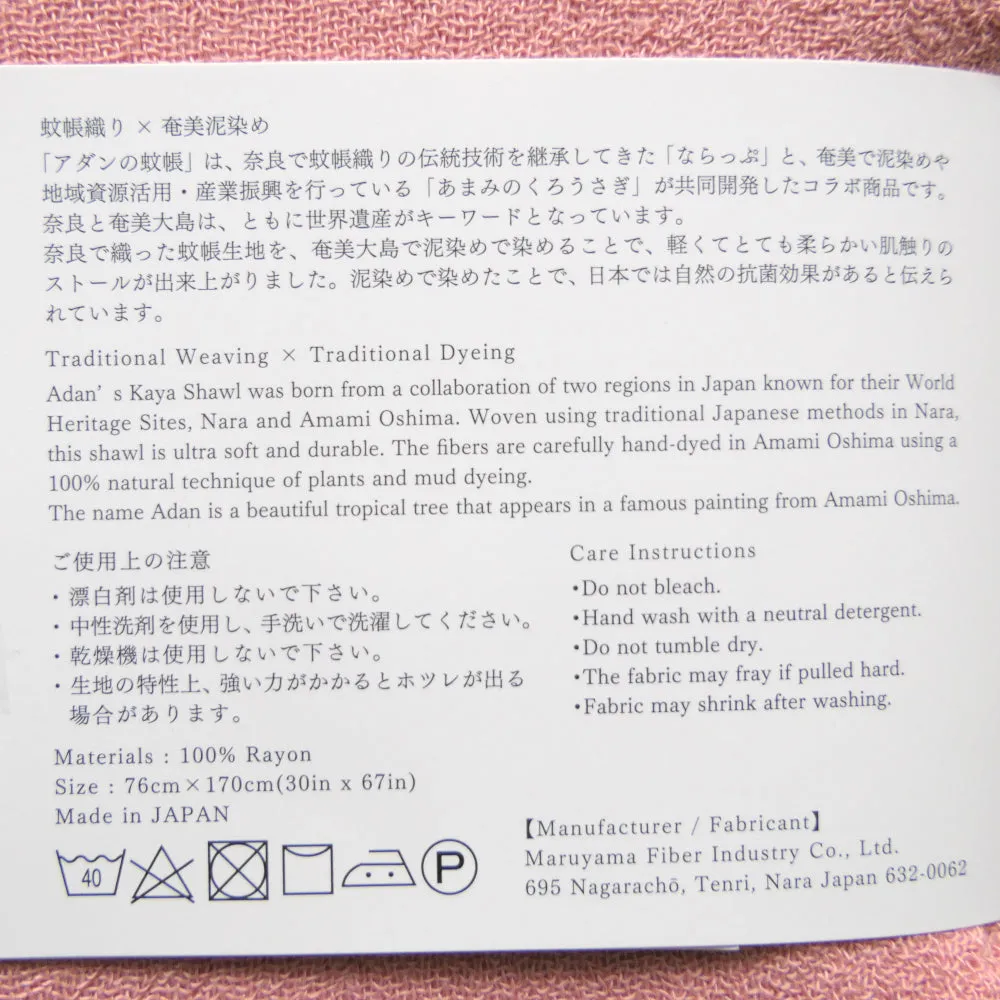 蚊帳織り × 奄美泥染め
「アダンの蚊帳」は、奈良で蚊帳織りの伝統技術を継承してきた「ならっぷ」と、奄美で泥染めや
地域資源活用・産業振興を行っている「あまみのくろうさぎ」が共同開発したコラボ商品です。
奈良と奄美大島は、ともに世界遺産がキーワードとなっています。
奈良で織った蚊帳生地を、奄美大島で泥染めで染めることで、軽くてとても柔らかい肌触りの
ストールが出来上がりました。泥染めで染めたことで、日本では自然の抗菌効果があると伝えら
れています。
Traditional Weaving × Traditional Dyeing
Adan’s Kaya Shawl was born from a collaboration of two regions in Japan known for their World
Heritage Sites, Nara and Amami Oshima. Woven using traditional Japanese methods in Nara,
this shawl is ultra soft and durable. The fibers are carefully hand-dyed in Amami Oshima using a
100% natural technique of plants and mud dyeing.
The name Adan is a beautiful tropical tree that appears in a famous painting from Amami Oshima.
ご使用上の注意
・漂白剤は使用しないで下さい。
・中性洗剤を使用し、手洗いで洗濯してください。
・乾燥機は使用しないで下さい。
・生地の特性上、強い力がかかるとホツレが出る
場合があります。
Care Instructions
•Do not bleach.
•Hand wash with a neutral detergent.
•Do not tumble dry.
•The fabric may fray if pulled hard.
•Fabric may shrink after washing.
Materials : 100% Rayon
Size : 76cm×170cm(30in x 67in)
Made in JAPAN
40
P
【Manufacturer / Fabricant】
Maruyama Fiber Industry Co., Ltd.
695 Nagarachō, Tenri, Nara Japan 632-0062